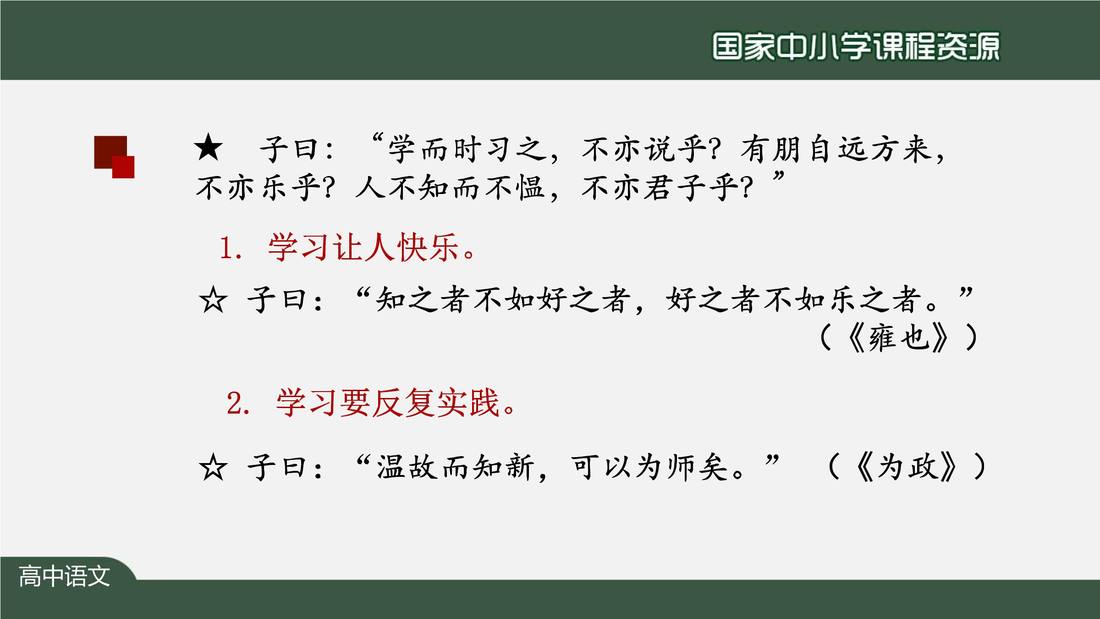 国家中小学课程资源
★ 子曰：“学而时习之，不亦说乎？有朋自远方来，
不亦乐乎？人不知而不愠，不亦君子乎？”
1. 学习让人快乐。
☆ 子曰：“知之者不如好之者，好之者不如乐之者。”
（《雍也》）
2. 学习要反复实践。
☆ 子曰：“温故而知新，可以为师矣。”（《为政》）
高中语文